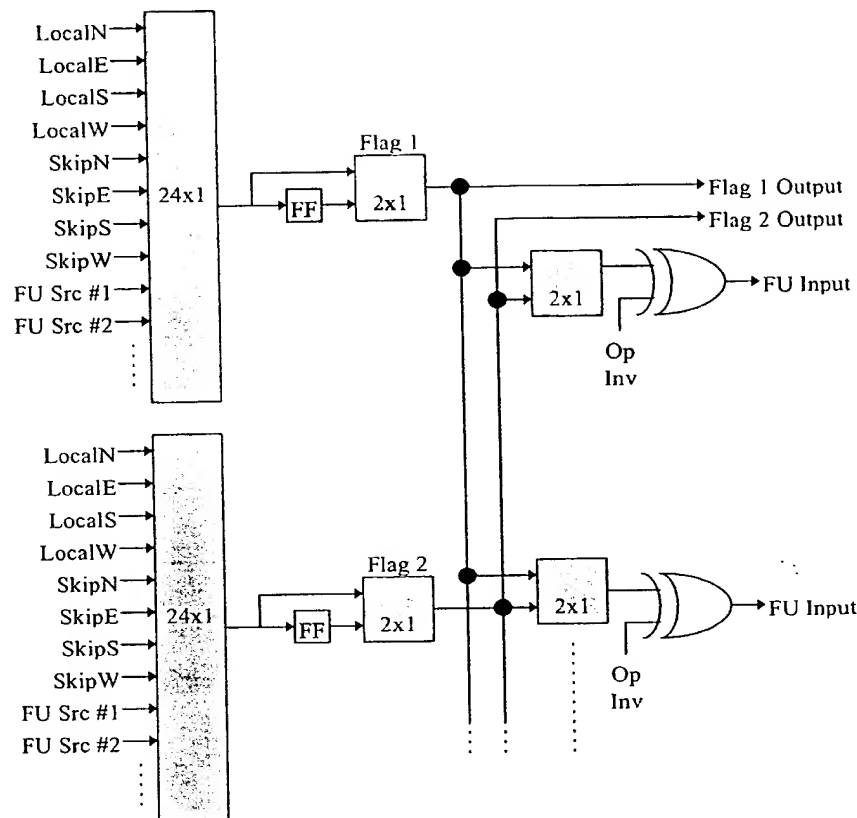 LocalN
LocalE
LocalS
LocalW
SkipN
SkipE
SkipS
SkipW
FU Src #1
FU Src #2
24x1
FF
Flag 1
2x1
Flag 1 Output
Flag 2 Output
2x1
FU Input
Op
Inv
LocalN
LocalE
LocalS
LocalW
SkipN
SkipE
SkipS
SkipW
FU Src #1
FU Src #2
24x1
FF
Flag 2
2x1
2x1
FU Input
Op
Inv